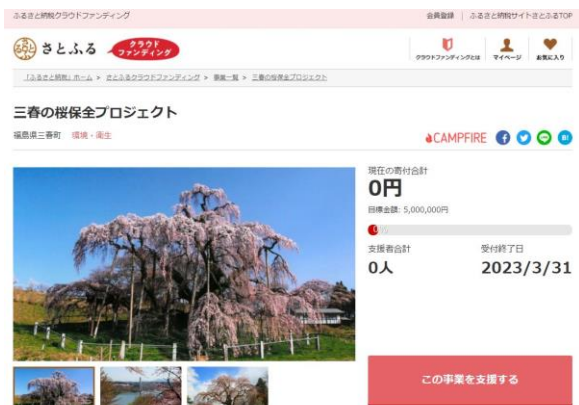 ふるさと納税クラウドファンディング
会員登録 | ふるさと納税サイトさとふるTOP
さとふる クラウドファンディング
クラウドファンディングとは マイページ お気に入り
「ふるさと納税」ホーム > さとふるクラウドファンディング > 事業一覧 > 三春の桜保全プロジェクト
三春の桜保全プロジェクト
福島県三春町 環境・衛生
CAMPFIRE
現在の寄付合計
0円
目標金額: 5,000,000円
0%
支援者合計 受付終了日
0人 2023/3/31
この事業を支援する